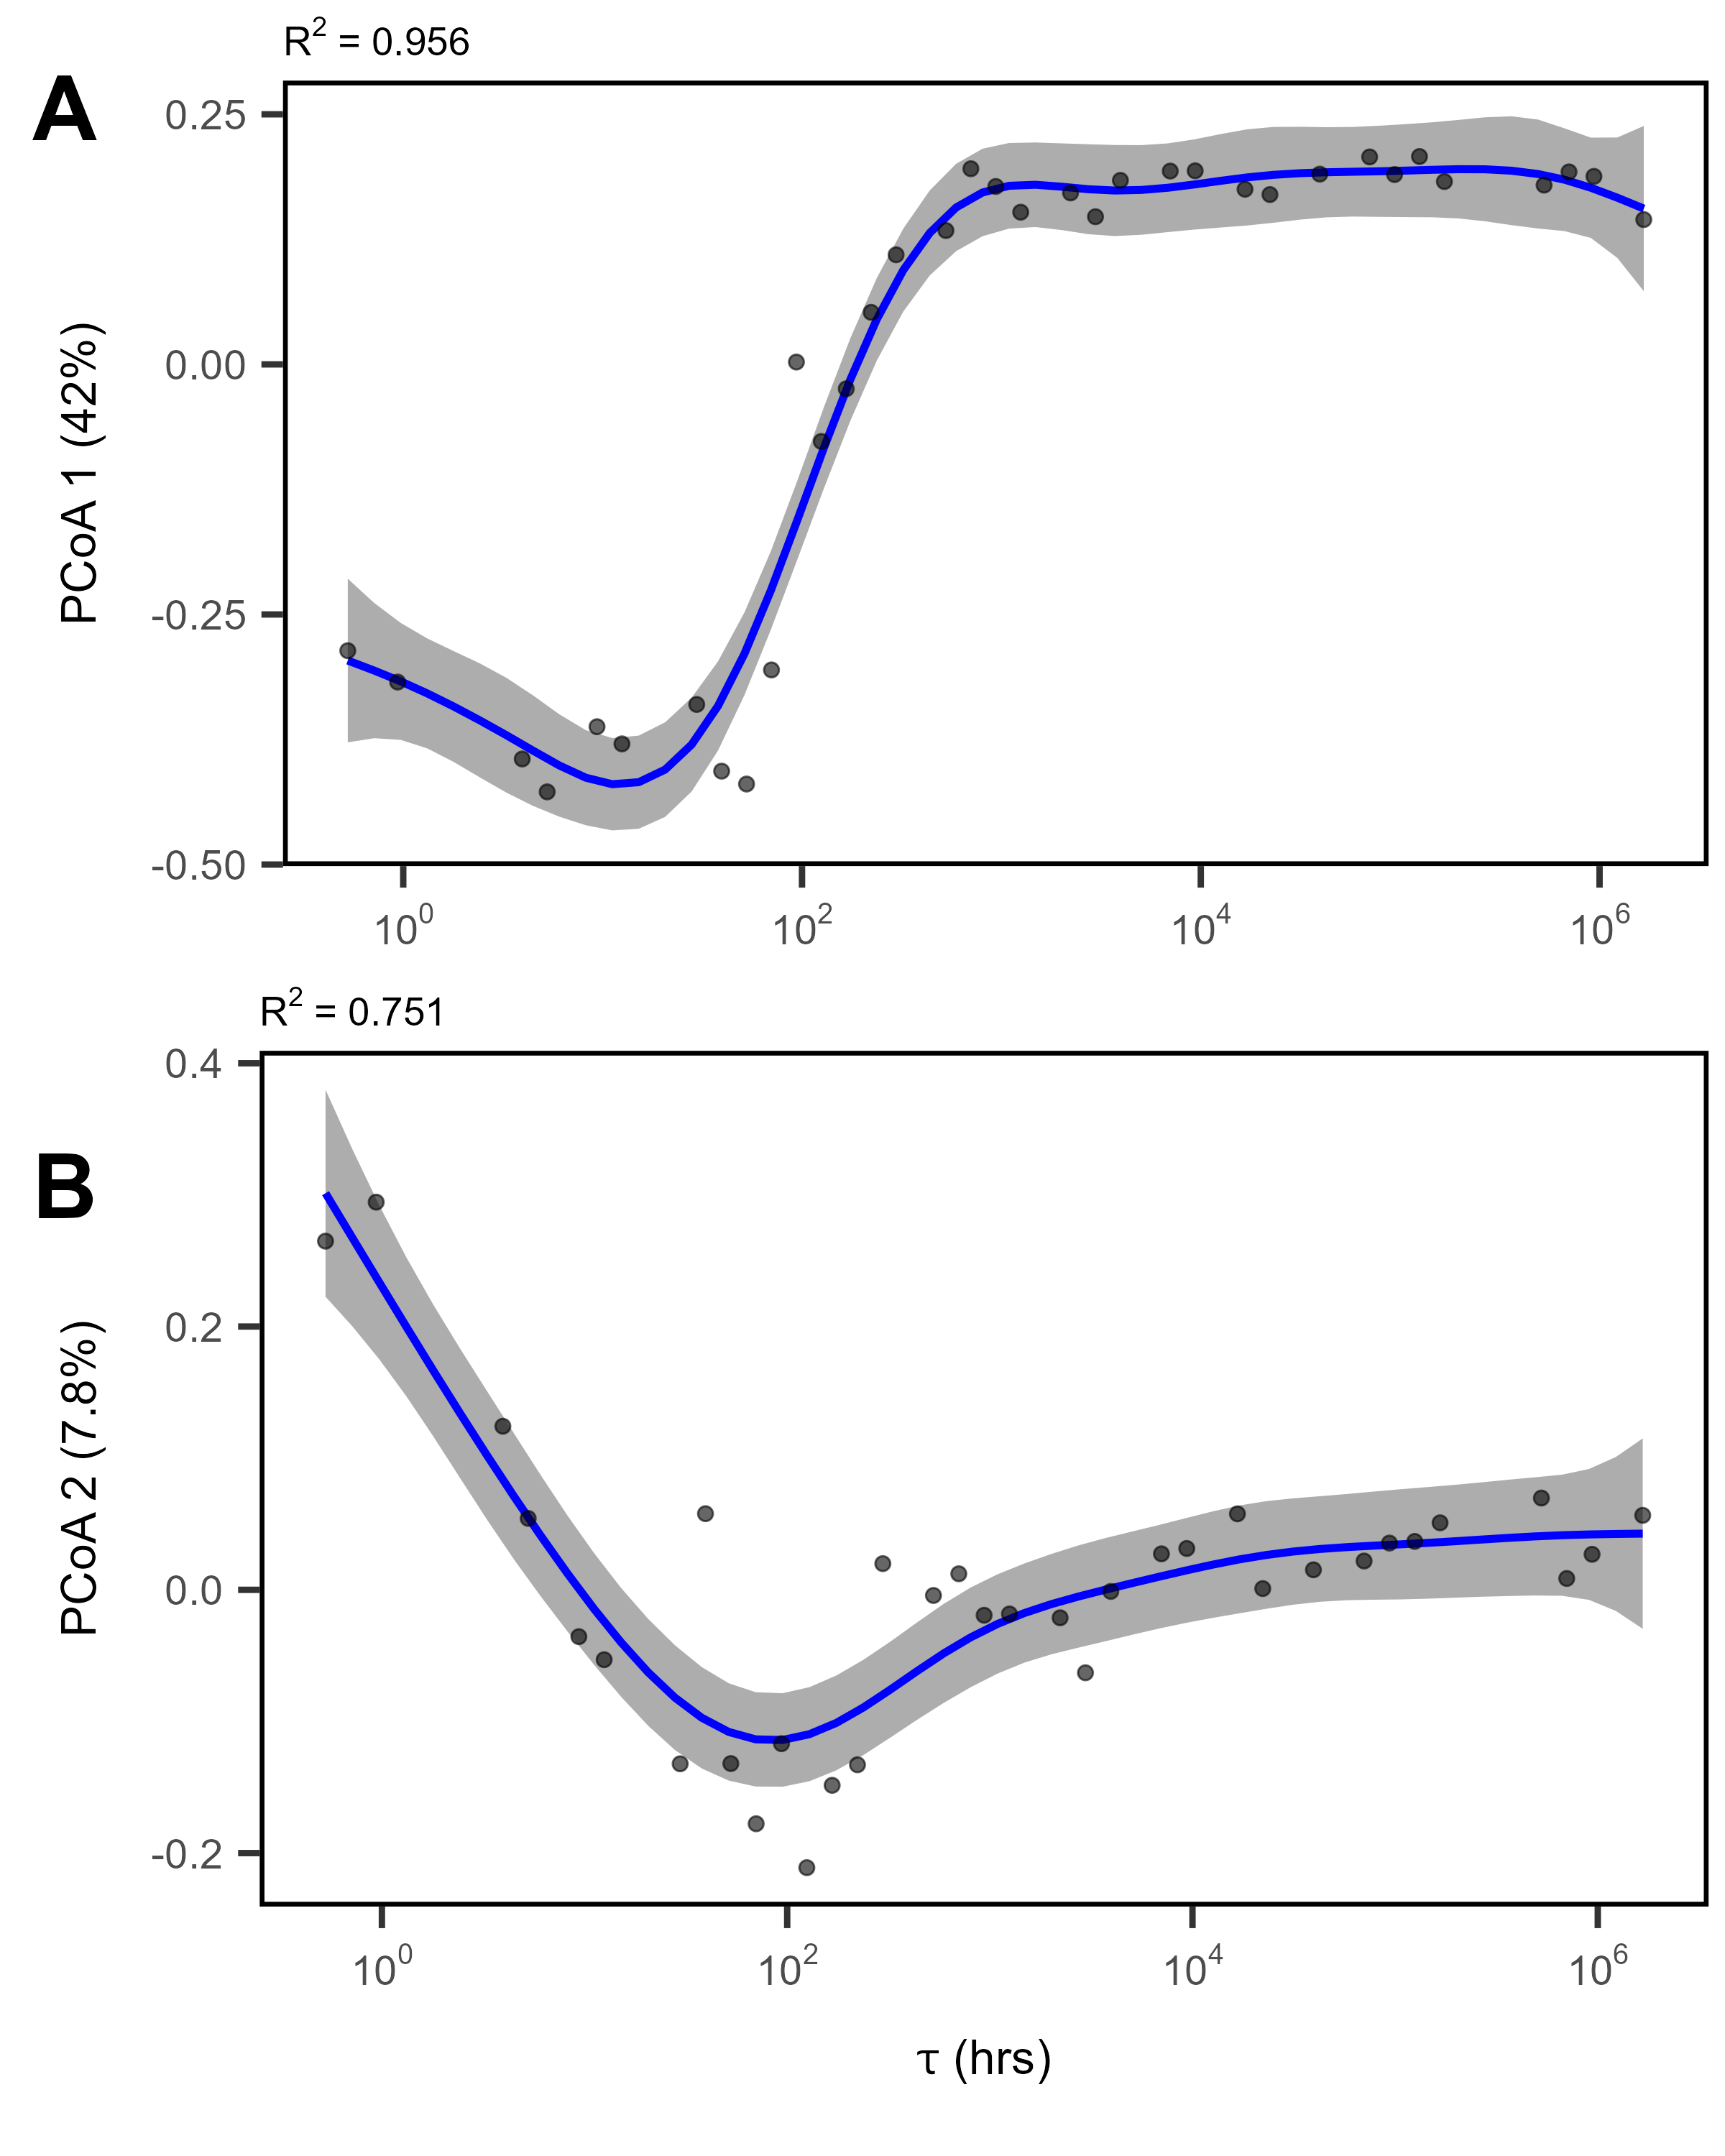 R² = 0.956
A
0.25
0.00
-0.25
-0.50
PCoA 1 (42%)
10⁰ 10² 10⁴ 10⁶
R² = 0.751
B
0.4
0.2
0.0
-0.2
PCoA 2 (7.8%)
10⁰ 10² 10⁴ 10⁶
τ (hrs)